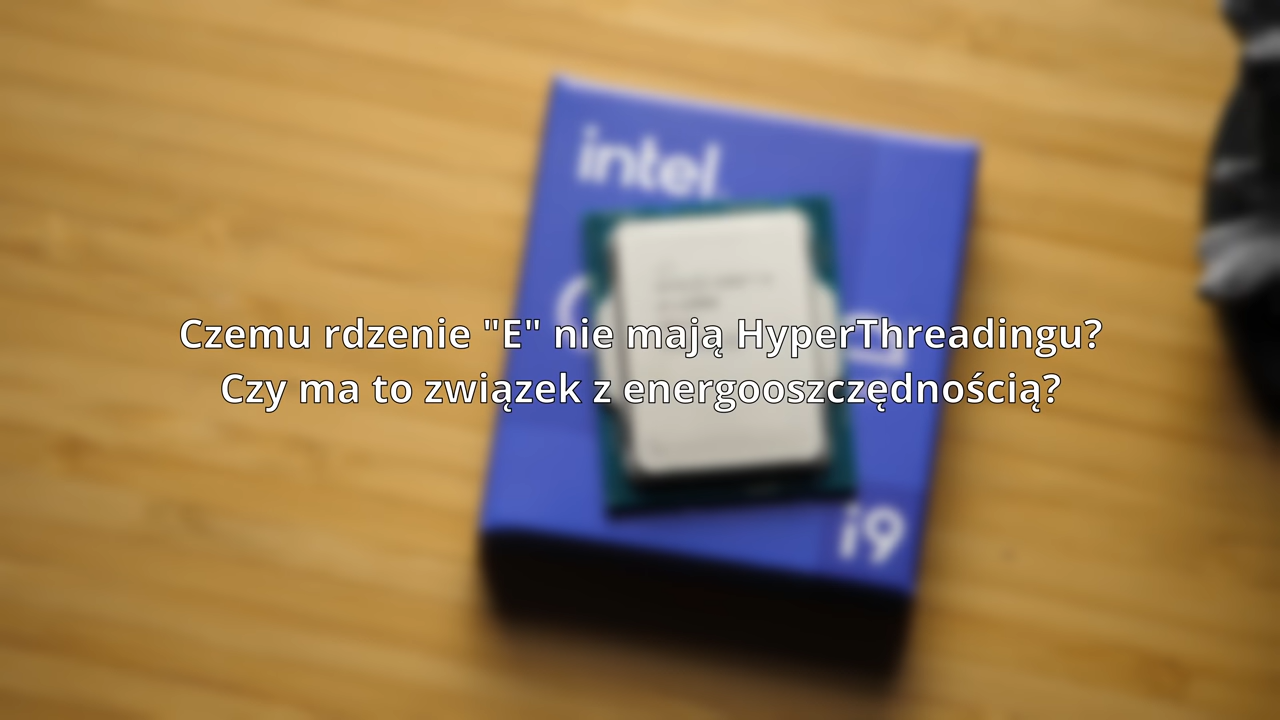 intel
Czemu rdzenie "E" nie mają HyperThreadingu?
Czy ma to związek z energooszczędnością?
i9